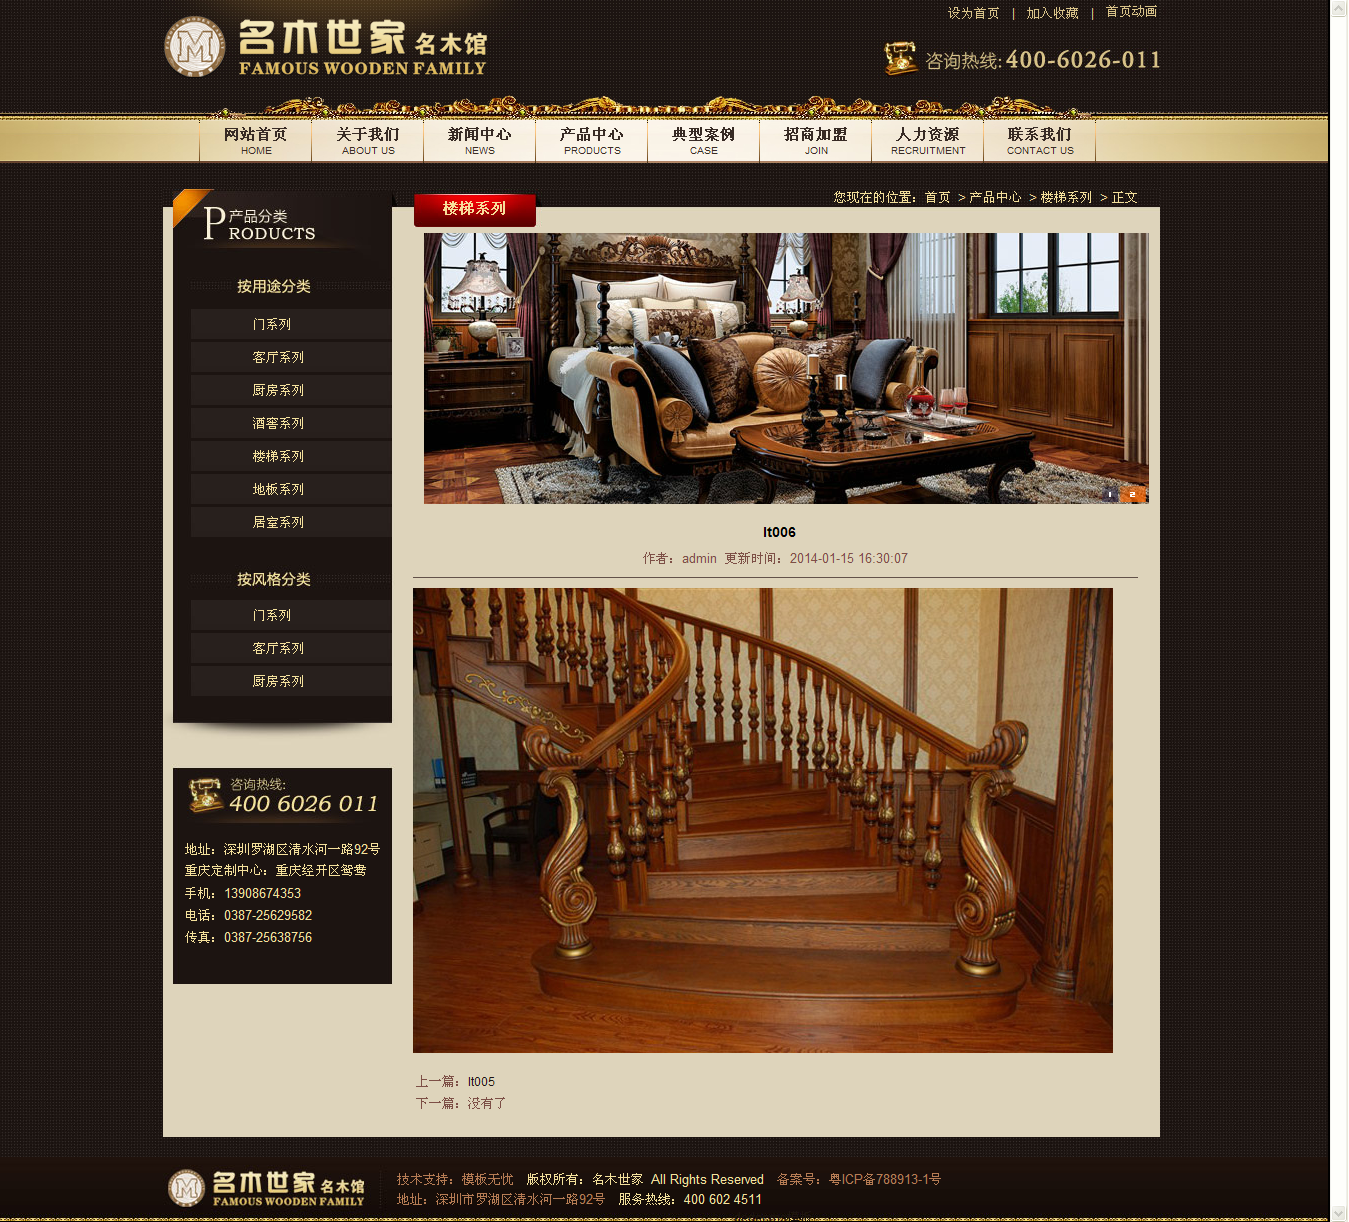 设为首页 | 加入收藏 | 首页动画
名木世家 名木馆
FAMOUS WOODEN FAMILY
咨询热线: 400-6026-011
网站首页 关于我们 新闻中心 产品中心 典型案例 招商加盟 人力资源 联系我们
HOME ABOUT US NEWS PRODUCTS CASE JOIN RECRUITMENT CONTACT US
您现在的位置：首页 > 产品中心 > 楼梯系列 > 正文
产品分类
PRODUCTS
按用途分类
门系列
客厅系列
厨房系列
酒窖系列
楼梯系列
地板系列
居室系列
按风格分类
门系列
客厅系列
厨房系列
咨询热线:
400 6026 011
地址：深圳罗湖区清水河一路92号
重庆定制中心：重庆经开区鸳鸯
手机：13908674353
电话：0387-25629582
传真：0387-25638756
楼梯系列
1 2
lt006
作者：admin 更新时间：2014-01-15 16:30:07
上一篇：lt005
下一篇：没有了
名木世家 名木馆
FAMOUS WOODEN FAMILY
技术支持：模板无忧 版权所有：名木世家 All Rights Reserved 备案号：粤ICP备788913-1号
地址：深圳市罗湖区清水河一路92号 服务热线：400 602 4511